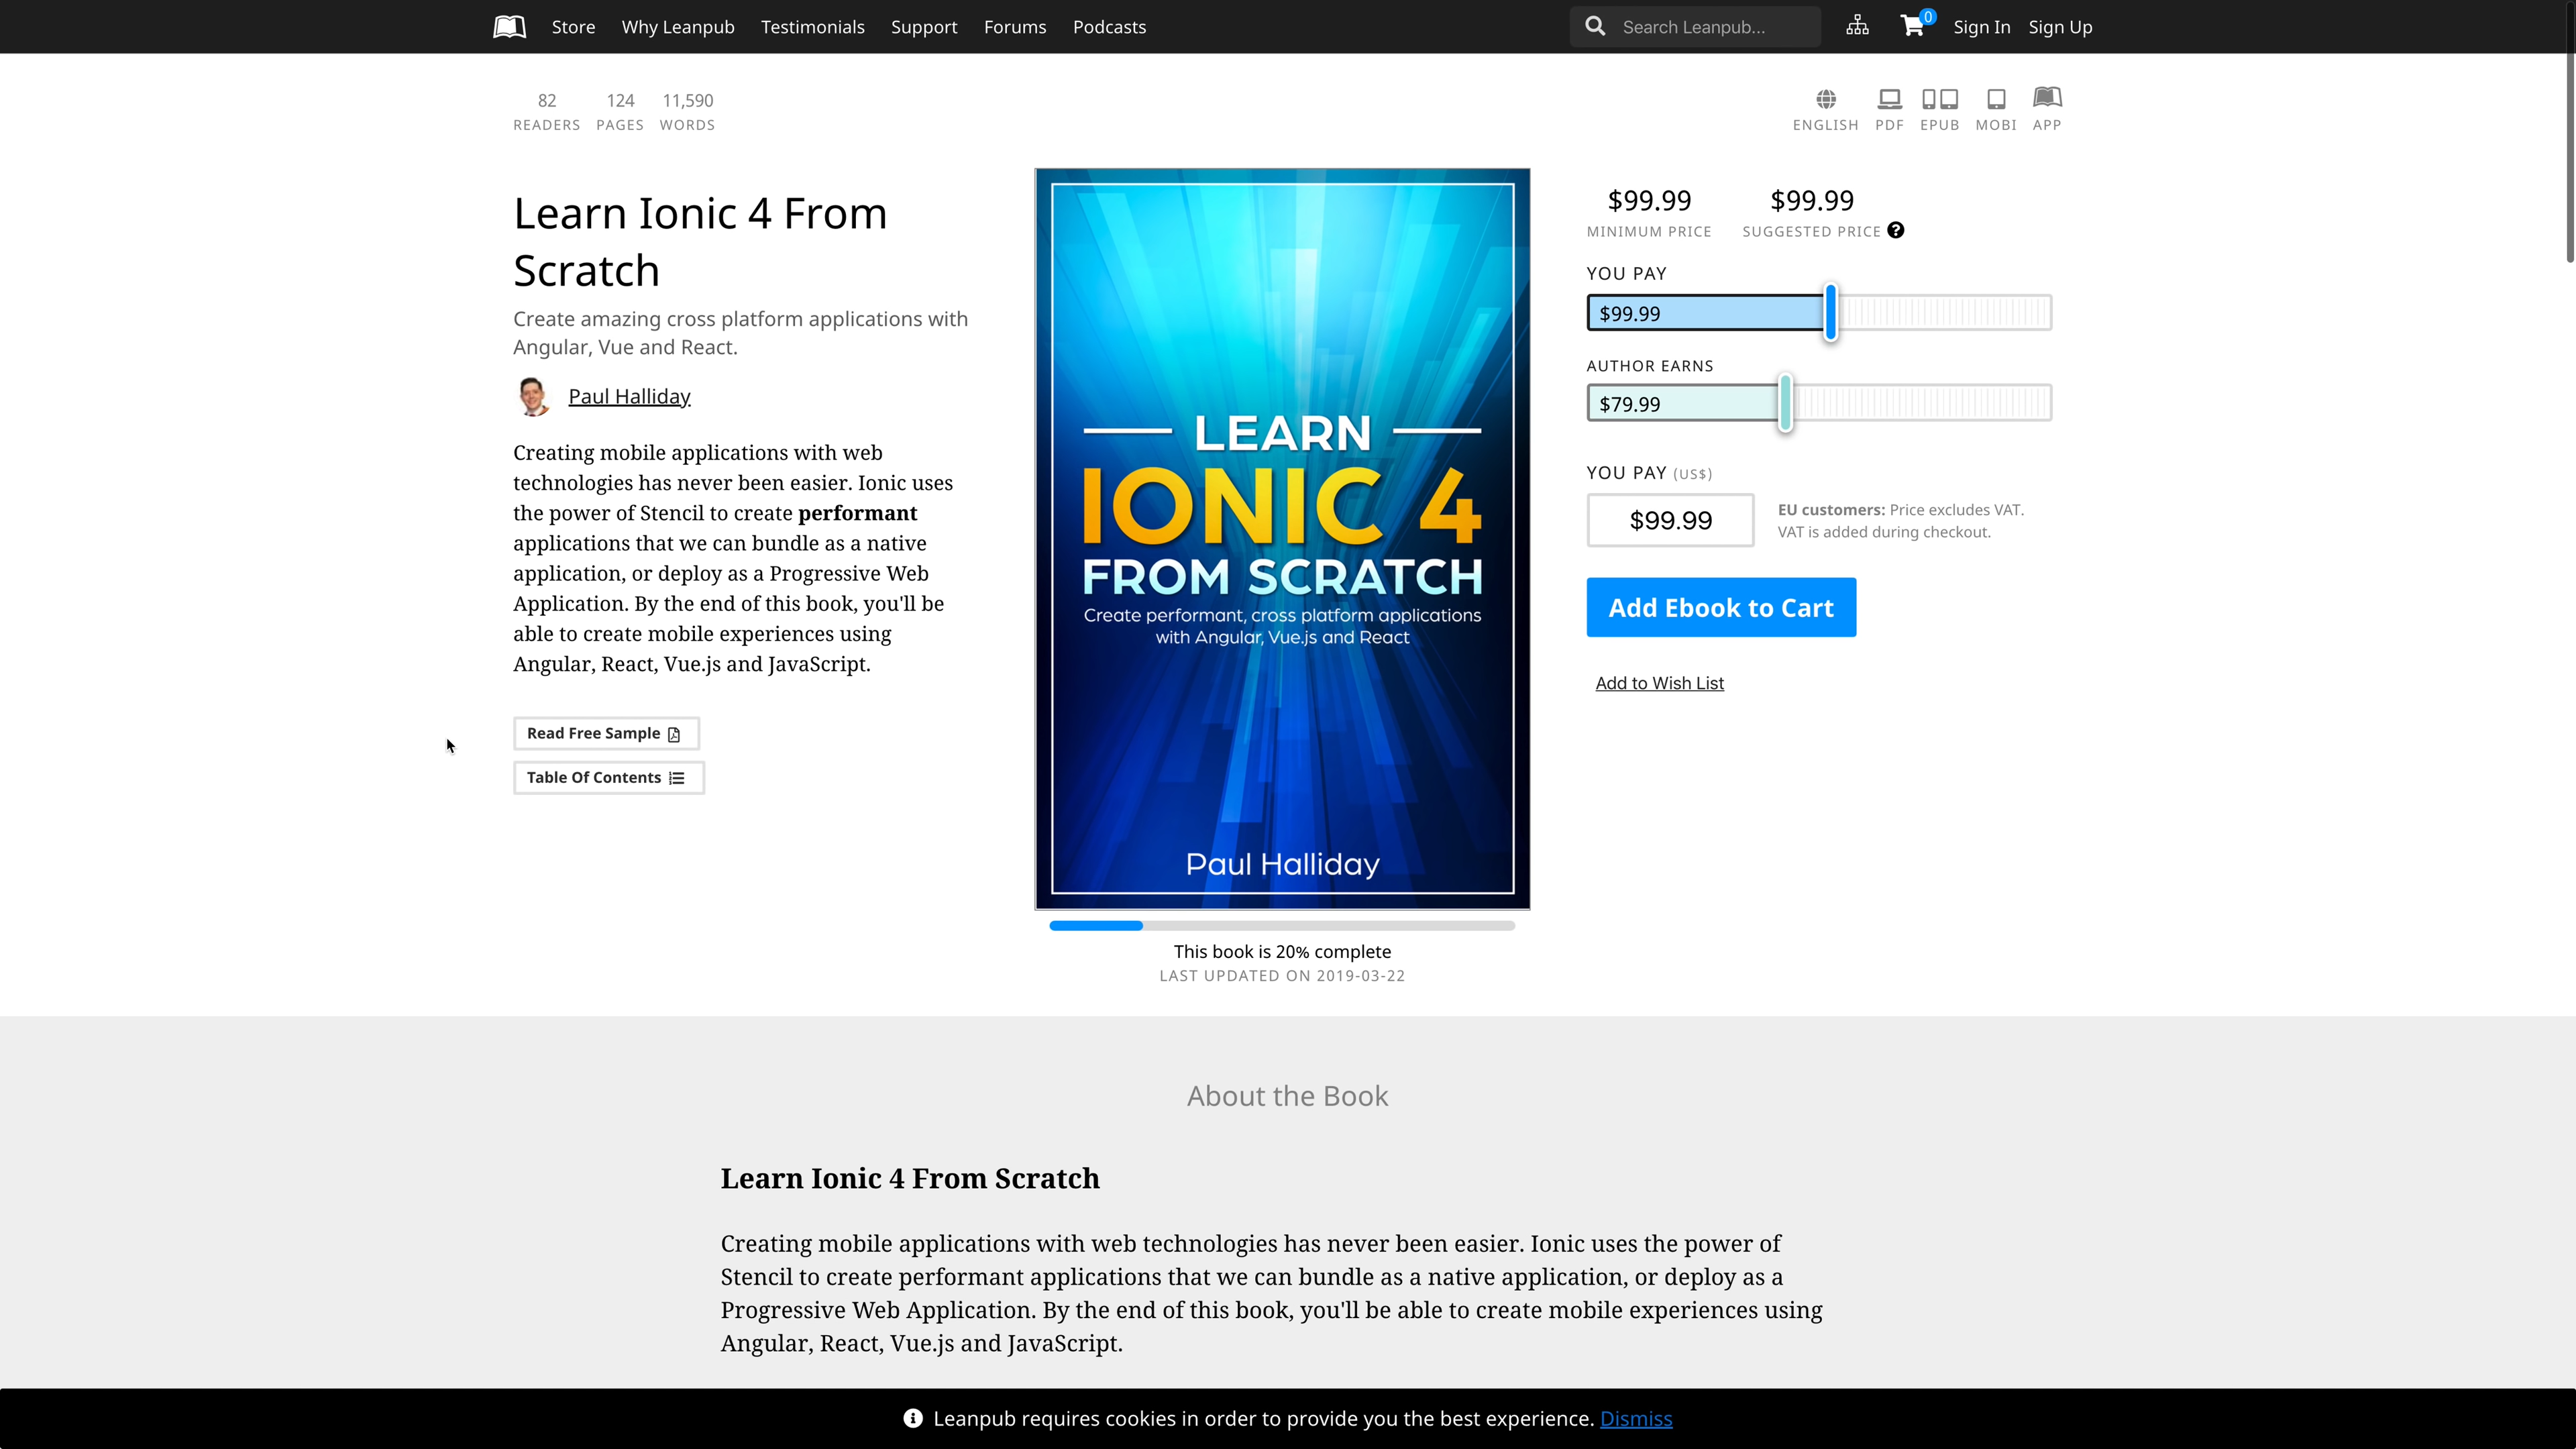 Store Why Leanpub Testimonials Support Forums Podcasts Search Leanpub... 0 Sign In Sign Up
82 124 11,590
READERS PAGES WORDS
ENGLISH PDF EPUB MOBI APP
Learn Ionic 4 From
Scratch
Create amazing cross platform applications with
Angular, Vue and React.
Paul Halliday
Creating mobile applications with web
technologies has never been easier. Ionic uses
the power of Stencil to create performant
applications that we can bundle as a native
application, or deploy as a Progressive Web
Application. By the end of this book, you'll be
able to create mobile experiences using
Angular, React, Vue.js and JavaScript.
Read Free Sample
Table Of Contents
LEARN
IONIC 4
FROM SCRATCH
Create performant, cross platform applications
with Angular, Vue.js and React
Paul Halliday
This book is 20% complete
LAST UPDATED ON 2019-03-22
$99.99 $99.99
MINIMUM PRICE SUGGESTED PRICE ?
YOU PAY
$99.99
AUTHOR EARNS
$79.99
YOU PAY (US$)
$99.99
EU customers: Price excludes VAT.
VAT is added during checkout.
Add Ebook to Cart
Add to Wish List
About the Book
Learn Ionic 4 From Scratch
Creating mobile applications with web technologies has never been easier. Ionic uses the power of
Stencil to create performant applications that we can bundle as a native application, or deploy as a
Progressive Web Application. By the end of this book, you'll be able to create mobile experiences using
Angular, React, Vue.js and JavaScript.
Leanpub requires cookies in order to provide you the best experience. Dismiss